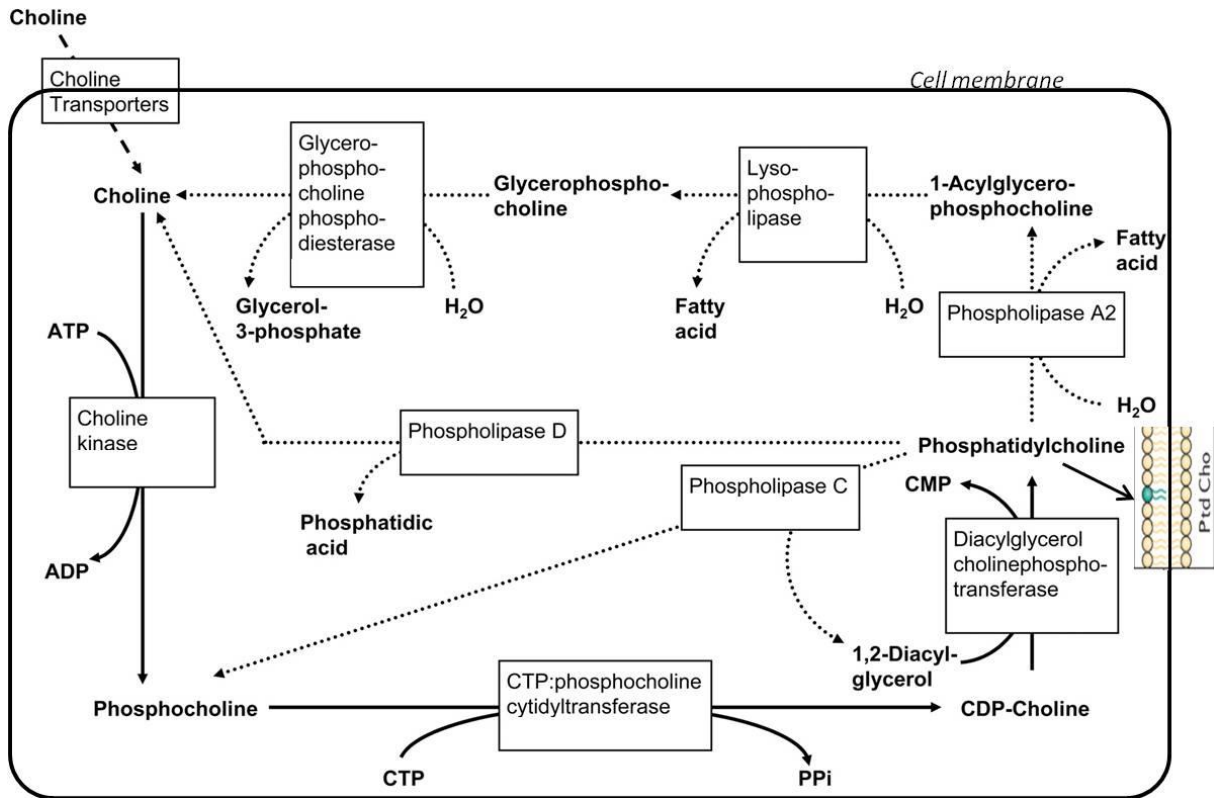 Choline
Choline
Transporters
Cell membrane
Glycero-
phospho-
choline
phospho-
diesterase
Lyso-
pho­spho-
lipase
Choline
Glycerophospho-
choline
1-Acylglycero-
phosphocholine
Fatty
acid
Glycerol-
3-phosphate
H₂O
Fatty
acid
H₂O
Phospholipase A2
ATP
H₂O
Choline
kinase
Phospholipase D
Phosphatidylcholine
Phospholipase C
CMP
Ptd Cho
Phosphatidic
acid
Diacylglycerol
cholinephospho-
transferase
ADP
1,2-Diacyl-
glycerol
CTP:phosphocholine
cytidyltransferase
Phosphocholine
CDP-Choline
CTP
PPi